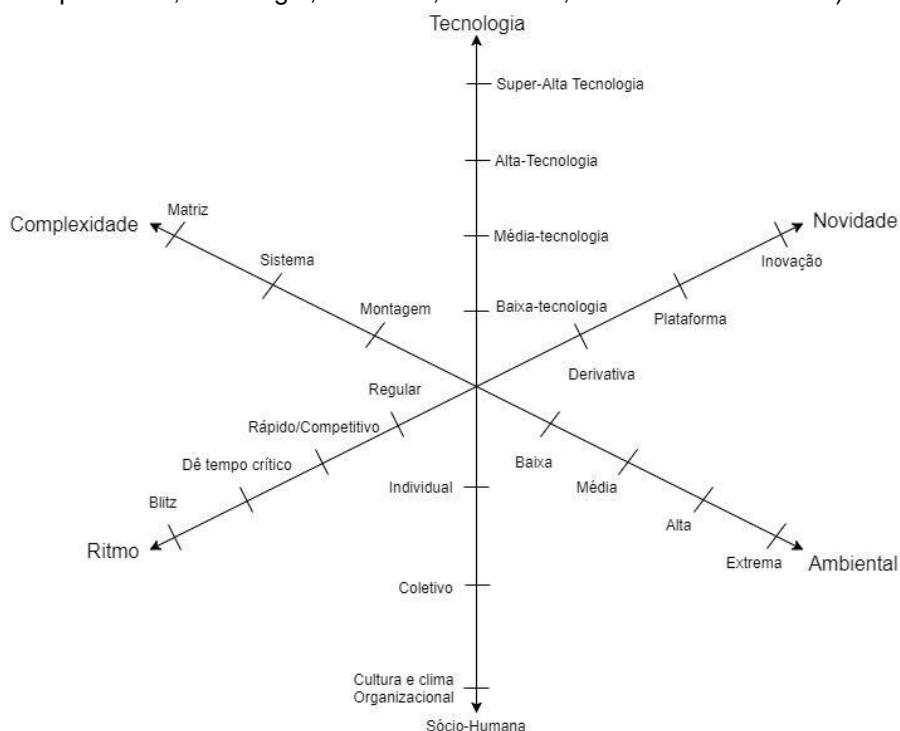 Tecnologia
Super-Alta Tecnologia
Alta-Tecnologia
Matriz
Complexidade
Novidade
Média-tecnologia
Sistema
Inovação
Montagem
Baixa-tecnologia
Plataforma
Regular
Derivativa
Rápido/Competitivo
Dê tempo crítico
Baixa
Individual
Média
Blitz
Alta
Ritmo
Extrema
Ambiental
Coletivo
Cultura e clima
Organizacional
Sócio-Humana